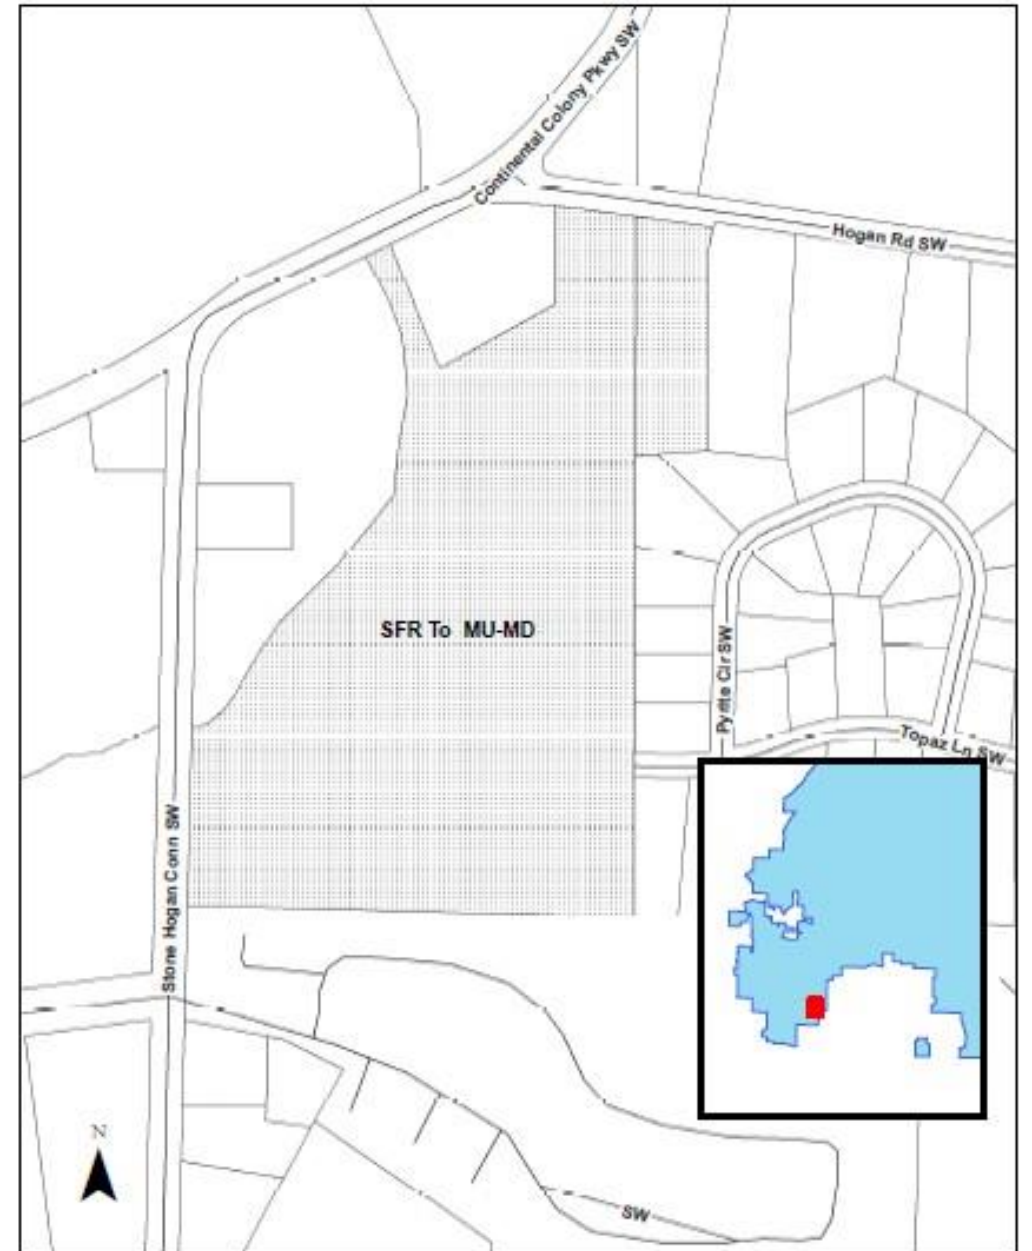 Continental Colony Pkwy SW
Hogan Rd SW
SFR To MU-MD
Pyrite Cir SW
Topaz Ln SW
Stone Hogan Conn SW
N
SW